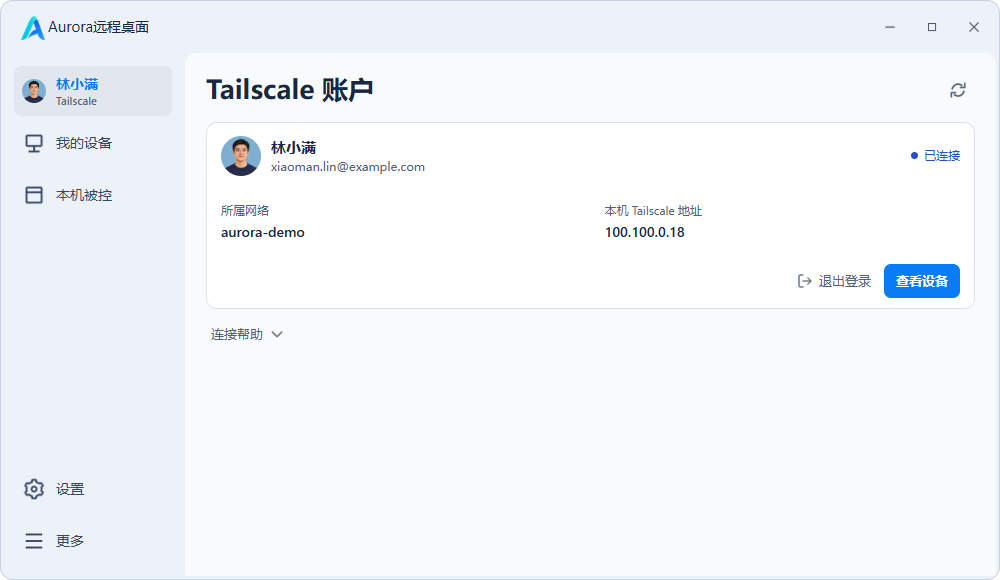 Aurora远程桌面
林小满
Tailscale
我的设备
本机被控
设置
更多
Tailscale 账户
林小满
xiaoman.lin@example.com
已连接
所属网络
aurora-demo
本机 Tailscale 地址
100.100.0.18
退出登录
查看设备
连接帮助